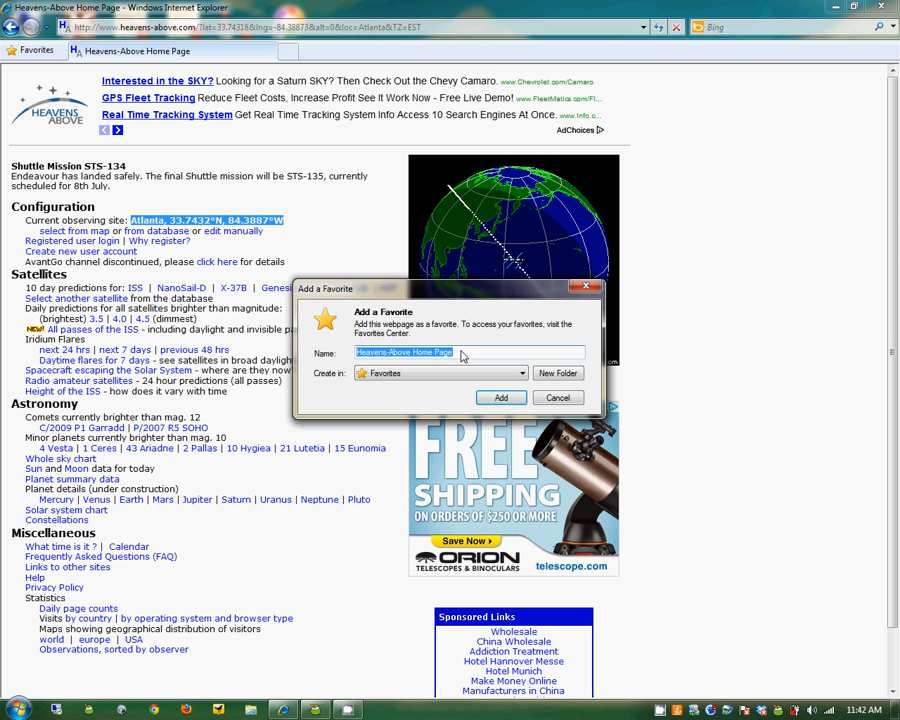 Heavens-Above Home Page - Windows Internet Explorer
http://www.heavens-above.com/?lat=33.74318&lng=-84.38873&alt=0&loc=Atlanta&TZ=EST
Bing
Favorites
Heavens-Above Home Page
HEAVENS
ABOVE
Interested in the SKY? Looking for a Saturn SKY? Then Check Out the Chevy Camaro. www.Chevrolet.com/Camaro
GPS Fleet Tracking Reduce Fleet Costs, Increase Profit See It Work Now - Free Live Demo! www.FleetMatics.com/Fl...
Real Time Tracking System Get Real Time Tracking System Info Access 10 Search Engines At Once. www.Info.c...
AdChoices
Shuttle Mission STS-134
Endeavour has landed safely. The final Shuttle mission will be STS-135, currently
scheduled for 8th July.
Configuration
Current observing site: Atlanta, 33.7432°N, 84.3887°W
select from map or from database or edit manually
Registered user login | Why register?
Create new user account
AvantGo channel discontinued, please click here for details
Satellites
10 day predictions for: ISS | NanoSail-D | X-37B | Genesi
Select another satellite from the database
Daily predictions for all satellites brighter than magnitude:
(brightest) 3.5 | 4.0 | 4.5 (dimmest)
NEW! All passes of the ISS - including daylight and invisible pa
Iridium Flares
next 24 hrs | next 7 days | previous 48 hrs
Daytime flares for 7 days - see satellites in broad dayligh
Spacecraft escaping the Solar System - where are they now
Radio amateur satellites - 24 hour predictions (all passes)
Height of the ISS - how does it vary with time
Astronomy
Comets currently brighter than mag. 12
C/2009 P1 Garradd | P/2007 R5 SOHO
Minor planets currently brighter than mag. 10
4 Vesta | 1 Ceres | 43 Ariadne | 2 Pallas | 10 Hygiea | 21 Lutetia | 15 Eunomia
Whole sky chart
Sun and Moon data for today
Planet summary data
Planet details (under construction)
Mercury | Venus | Earth | Mars | Jupiter | Saturn | Uranus | Neptune | Pluto
Solar system chart
Constellations
Miscellaneous
What time is it ? | Calendar
Frequently Asked Questions (FAQ)
Links to other sites
Help
Privacy Policy
Statistics
Daily page counts
Visits by country | by operating system and browser type
Maps showing geographical distribution of visitors
world | europe | USA
Observations, sorted by observer
Add a Favorite
Add a Favorite
Add this webpage as a favorite. To access your favorites, visit the
Favorites Center.
Name: Heavens-Above Home Page
Create in: Favorites
New Folder
Add
Cancel
FREE
SHIPPING
ON ORDERS OF $250 OR MORE
Save Now
ORION
TELESCOPES & BINOCULARS
telescope.com
Sponsored Links
Wholesale
China Wholesale
Addiction Treatment
Hotel Hannover Messe
Hotel Munich
Make Money Online
Manufacturers in China
11:42 AM